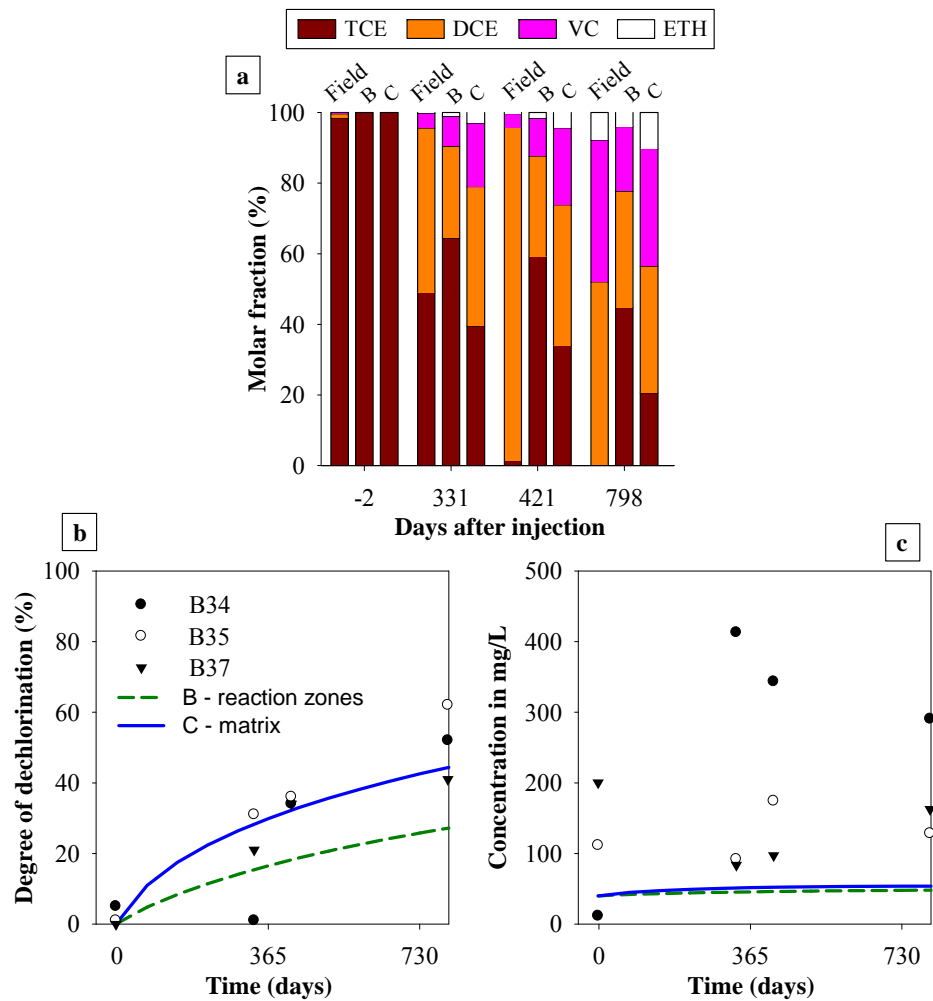 TCE DCE VC ETH
a
Field B C Field B C Field B C Field B C
100
80
60
40
20
0
Molar fraction (%)
-2 331 421 798
Days after injection
b
100
80
60
40
20
0
Degree of dechlorination (%)
B34
B35
B37
B - reaction zones
C - matrix
0 365 730
Time (days)
c
500
400
300
200
100
0
Concentration in mg/L
0 365 730
Time (days)